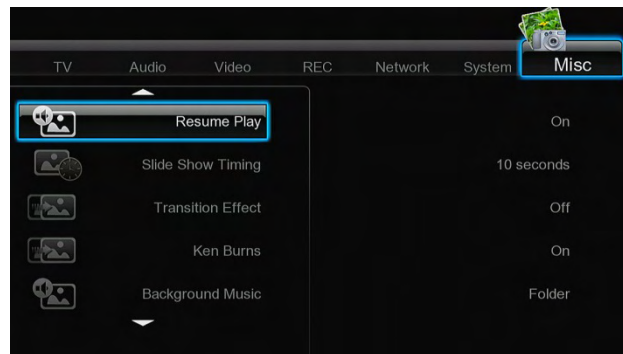 TV Audio Video REC Network System Misc
Resume Play On
Slide Show Timing 10 seconds
Transition Effect Off
Ken Burns On
Background Music Folder